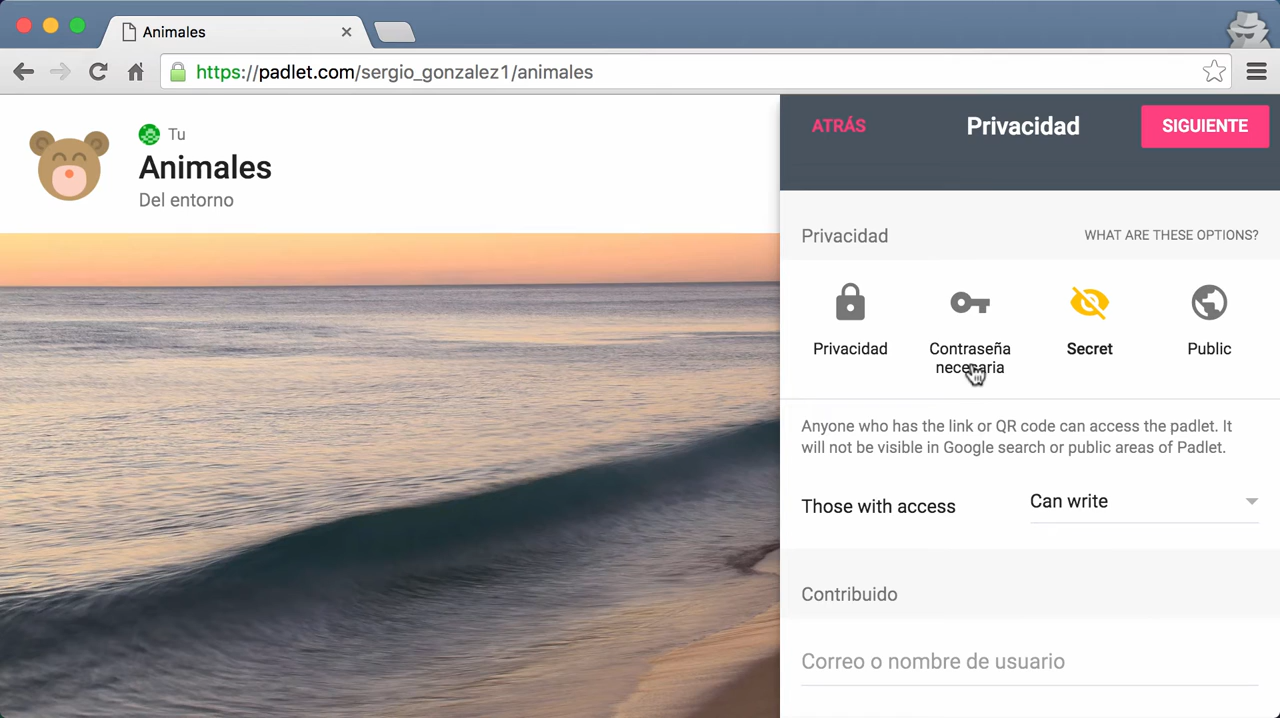 Animales
https://padlet.com/sergio_gonzalez1/animales
Tu
Animales
Del entorno
ATRÁS
Privacidad
SIGUIENTE
Privacidad
WHAT ARE THESE OPTIONS?
Privacidad
Contraseña
necesaria
Secret
Public
Anyone who has the link or QR code can access the padlet. It
will not be visible in Google search or public areas of Padlet.
Those with access
Can write
Contribuido
Correo o nombre de usuario